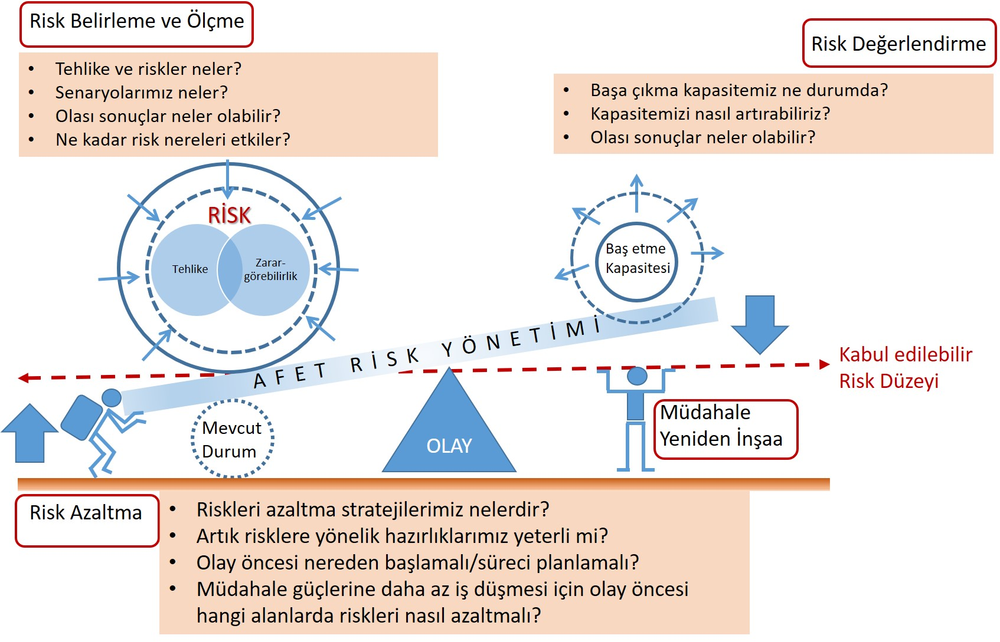 Risk Belirleme ve Ölçme
• Tehlike ve riskler neler?
• Senaryolarımız neler?
• Olası sonuçlar neler olabilir?
• Ne kadar risk nereleri etkiler?
Risk Değerlendirme
• Başa çıkma kapasitemiz ne durumda?
• Kapasitemizi nasıl artırabiliriz?
• Olası sonuçlar neler olabilir?
RİSK
Tehlike
Zarar-
görebilirlik
Baş etme
Kapasitesi
AFET RİSK YÖNETİMİ
Kabul edilebilir
Risk Düzeyi
Mevcut
Durum
OLAY
Müdahale
Yeniden İnşaa
Risk Azaltma
• Riskleri azaltma stratejilerimiz nelerdir?
• Artık risklere yönelik hazırlıklarımız yeterli mi?
• Olay öncesi nereden başlamalı/süreci planlamalı?
• Müdahale güçlerine daha az iş düşmesi için olay öncesi
hangi alanlarda riskleri nasıl azaltmalı?